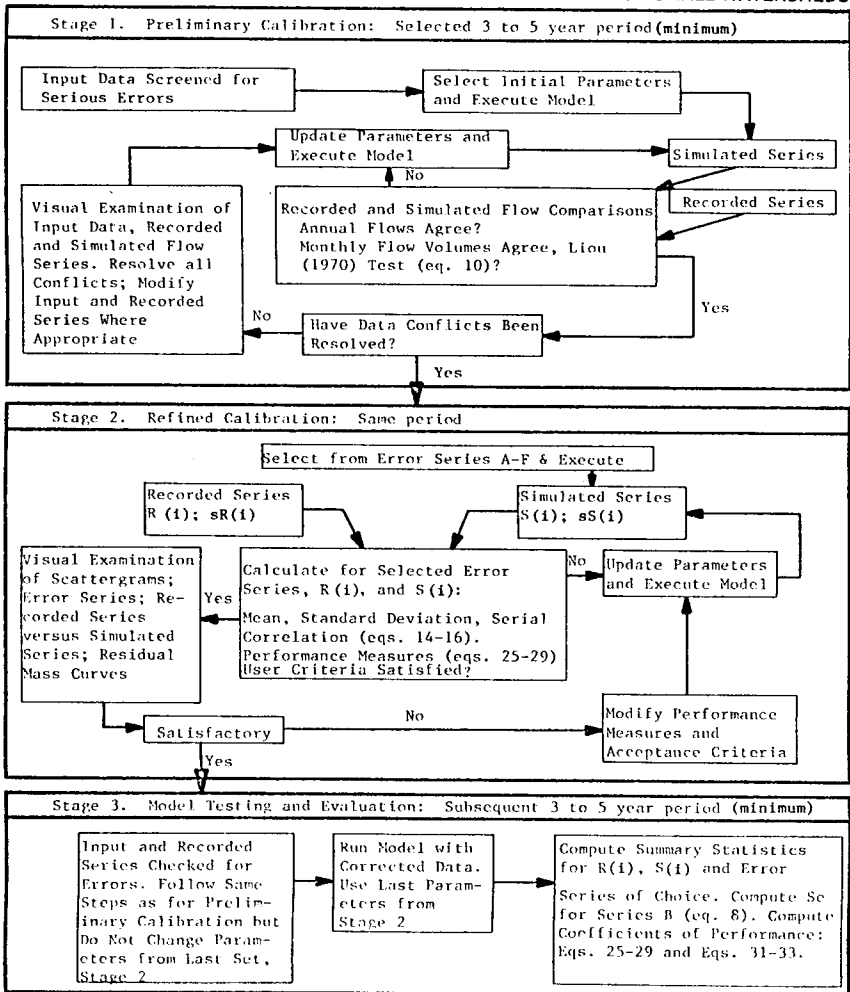 Stage 1. Preliminary Calibration: Selected 3 to 5 year period(minimum)
Input Data Screened for
Serious Errors
Select Initial Parameters
and Execute Model
Update Parameters and
Execute Model
Simulated Series
No
Recorded Series
Visual Examination of
Input Data, Recorded
and Simulated Flow
Series. Resolve all
Conflicts; Modify
Input and Recorded
Series Where
Appropriate
Recorded and Simulated Flow Comparisons
Annual Flows Agree?
Monthly Flow Volumes Agree, Liou
(1970) Test (eq. 10)?
Yes
No
Have Data Conflicts Been
Resolved?
Yes
Stage 2. Refined Calibration: Same period
Select from Error Series A-F & Execute
Recorded Series
R (i); sR(i)
Simulated Series
S(i); sS(i)
Visual Examination
of Scattergrams;
Error Series; Re-
corded Series
versus Simulated
Series; Residual
Mass Curves
Yes
Calculate for Selected Error
Series, R(i), and S(i):
Mean, Standard Deviation, Serial
Correlation (eqs. 14-16).
Performance Measures (eqs. 25-29)
User Criteria Satisfied?
No
Update Parameters
and Execute Model
Satisfactory
No
Modify Performance
Measures and
Acceptance Criteria
Yes
Stage 3. Model Testing and Evaluation: Subsequent 3 to 5 year period (minimum)
Input and Recorded
Series Checked for
Errors. Follow Same
Steps as for Prelim-
inary Calibration but
Do Not Change Param-
eters from Last Set,
Stage 2
Run Model with
Corrected Data.
Use Last Param-
eters from
Stage 2
Compute Summary Statistics
for R(i), S(i) and Error
Series of Choice. Compute Se
for Series B (eq. 8). Compute
Coefficients of Performance:
Eqs. 25-29 and Eqs. 31-33.